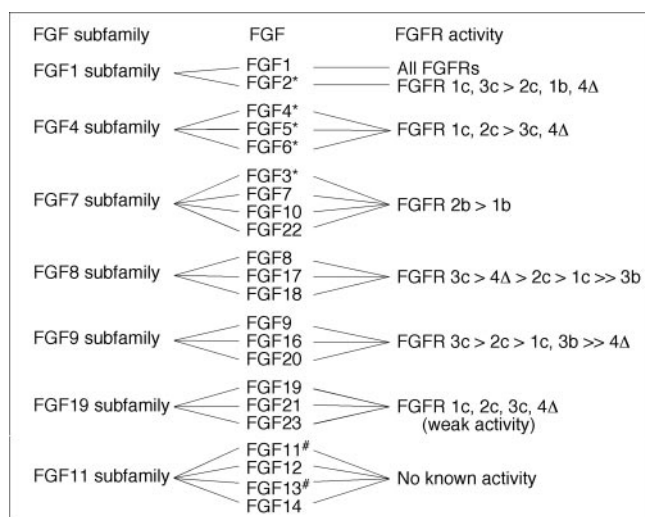 FGF subfamily FGF FGFR activity
FGF1 subfamily
FGF1 All FGFRs
FGF2* FGFR 1c, 3c > 2c, 1b, 4Δ
FGF4*
FGF4 subfamily FGF5* FGFR 1c, 2c > 3c, 4Δ
FGF6*
FGF3*
FGF7
FGF7 subfamily FGFR 2b > 1b
FGF10
FGF22
FGF8
FGF8 subfamily FGF17 FGFR 3c > 4Δ > 2c > 1c >> 3b
FGF18
FGF9
FGF9 subfamily FGF16 FGFR 3c > 2c > 1c, 3b >> 4Δ
FGF20
FGF19
FGF19 subfamily FGF21 FGFR 1c, 2c, 3c, 4Δ
FGF23 (weak activity)
FGF11#
FGF12
FGF11 subfamily No known activity
FGF13#
FGF14